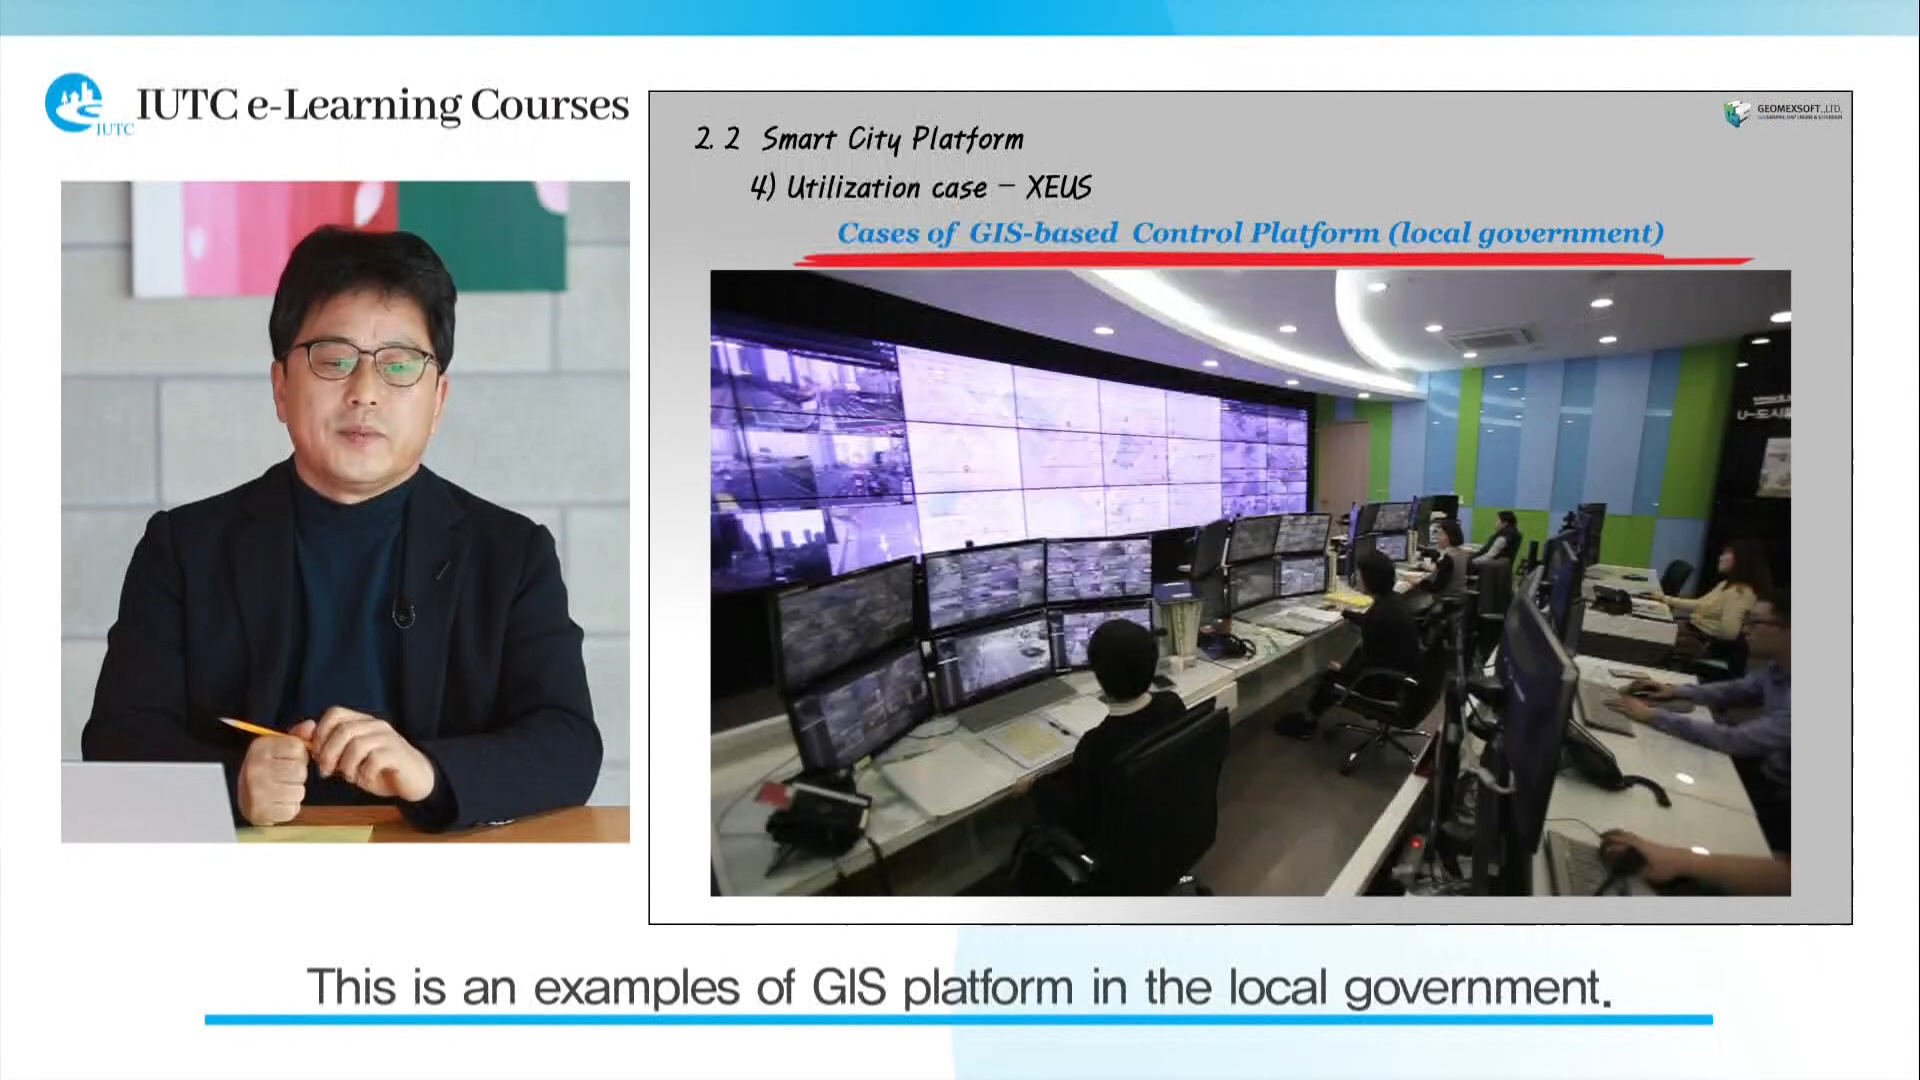 IUTC
IUTC e-Learning Courses
GEOMEXSOFT.,LTD.
2. 2 Smart City Platform
4) Utilization case – XEUS
Cases of GIS-based Control Platform (local government)
This is an examples of GIS platform in the local government.